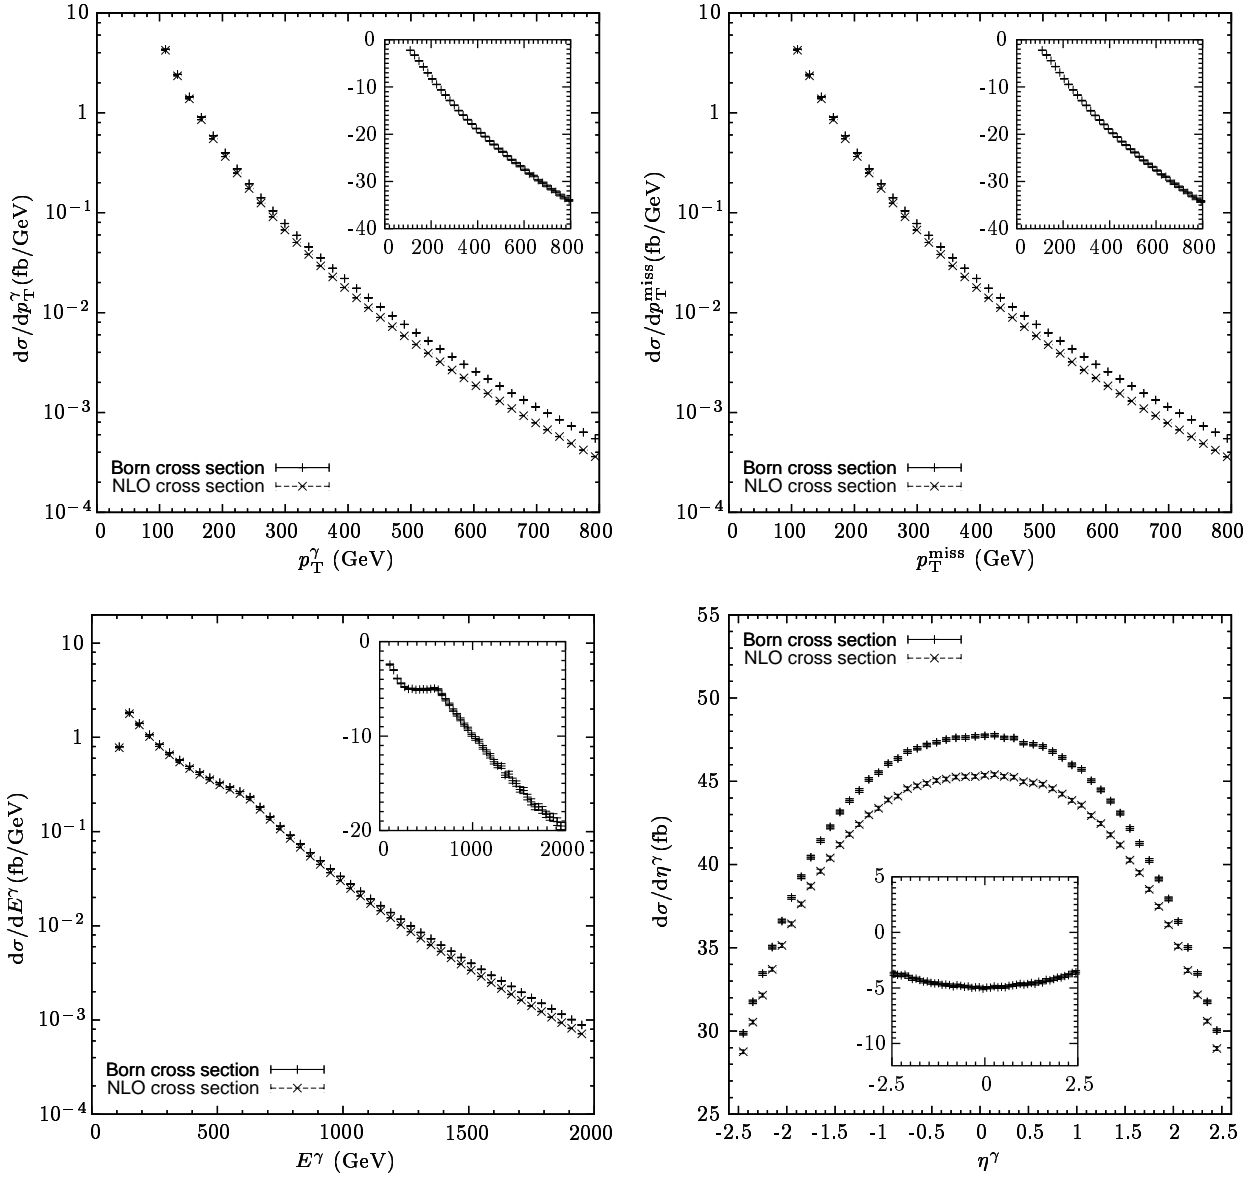 dσ/dp_T^γ (fb/GeV)
10
1
10^−1
10^−2
10^−3
10^−4
0 100 200 300 400 500 600 700 800
p_T^γ (GeV)
Born cross section
NLO cross section
0
-10
-20
-30
-40
0 200 400 600 800
dσ/dp_T^miss (fb/GeV)
10
1
10^−1
10^−2
10^−3
10^−4
0 100 200 300 400 500 600 700 800
p_T^miss (GeV)
Born cross section
NLO cross section
0
-10
-20
-30
-40
0 200 400 600 800
dσ/dE^γ (fb/GeV)
10
1
10^−1
10^−2
10^−3
10^−4
0 500 1000 1500 2000
E^γ (GeV)
Born cross section
NLO cross section
0
-10
-20
0 1000 2000
dσ/dη^γ (fb)
55
50
45
40
35
30
25
-2.5 -2 -1.5 -1 -0.5 0 0.5 1 1.5 2 2.5
η^γ
Born cross section
NLO cross section
5
0
-5
-10
-2.5 0 2.5